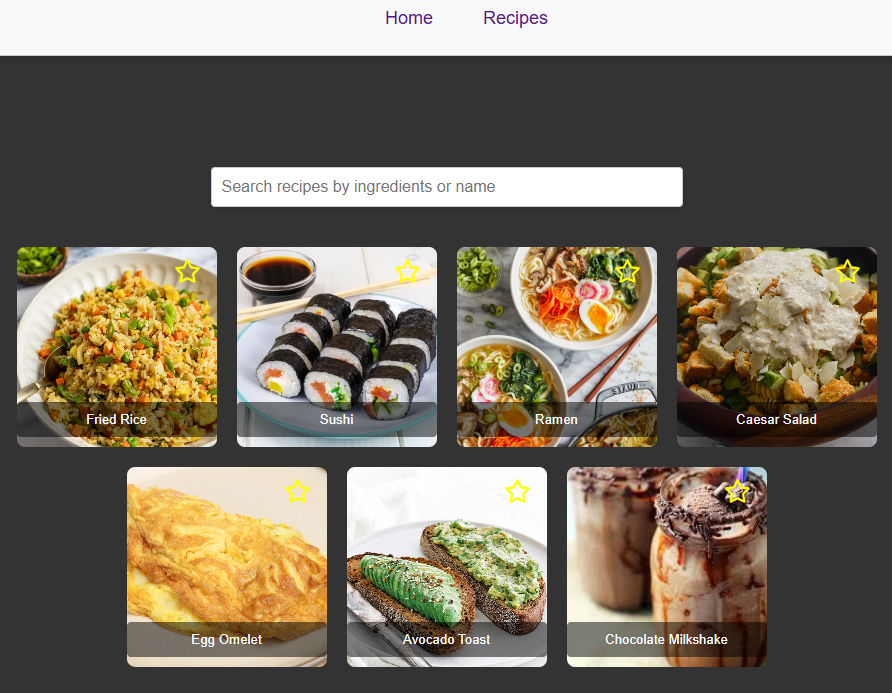 Home Recipes
Search recipes by ingredients or name
STAUB
Fried Rice Sushi Ramen Caesar Salad
Egg Omelet Avocado Toast Chocolate Milkshake